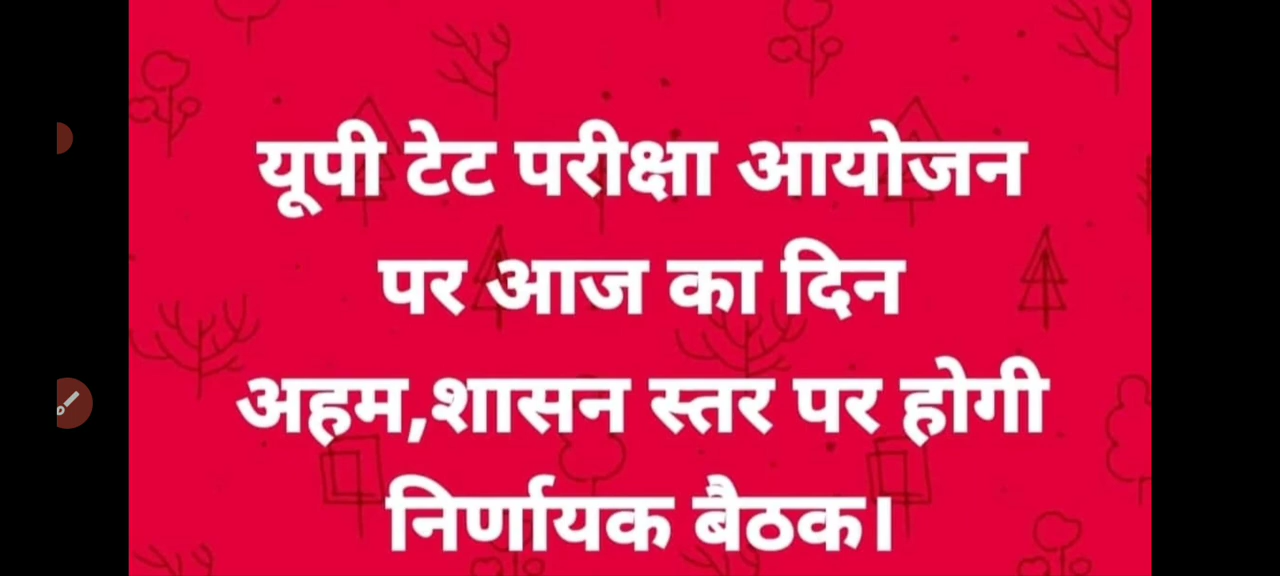 यूपी टेट परीक्षा आयोजन
पर आज का दिन
अहम,शासन स्तर पर होगी
निर्णायक बैठक।